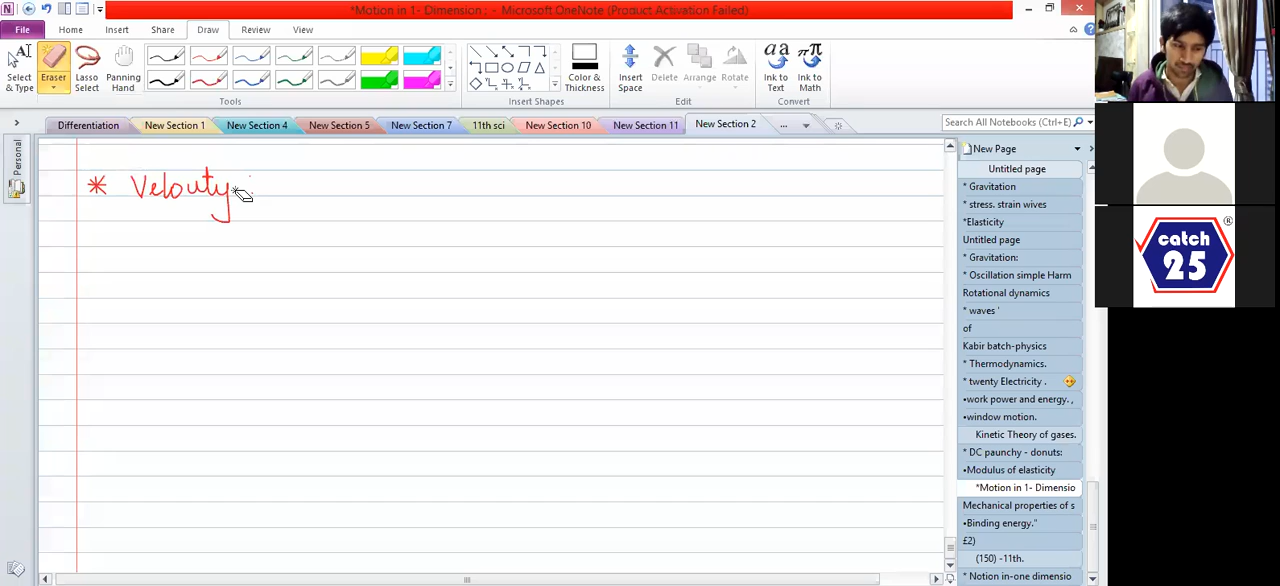 *Motion in 1- Dimension : - Microsoft OneNote (Product Activation Failed)
File Home Insert Share Draw Review View
Select & Type
Eraser
Lasso Select
Panning Hand
Color & Thickness
Insert Space
Delete
Arrange
Rotate
Ink to Text
Ink to Math
Tools
Insert Shapes
Edit
Convert
Differentiation New Section 1 New Section 4 New Section 5 New Section 7 11th sci New Section 10 New Section 11 New Section 2 ...
Search All Notebooks (Ctrl+E)
Personal
* Velouty
New Page
Untitled page
* Gravitation
* stress. strain wives
*Elasticity
Untitled page
* Gravitation:
* Oscillation simple Harm
Rotational dynamics
* waves '
of
Kabir batch-physics
* Thermodynamics.
* twenty Electricity .
•work power and energy. ,
•window motion.
Kinetic Theory of gases.
* DC paunchy - donuts:
•Modulus of elasticity
*Motion in 1- Dimensio
Mechanical properties of s
•Binding energy."
£2)
(150) -11th.
* Notion in-one dimensio
catch ®
25